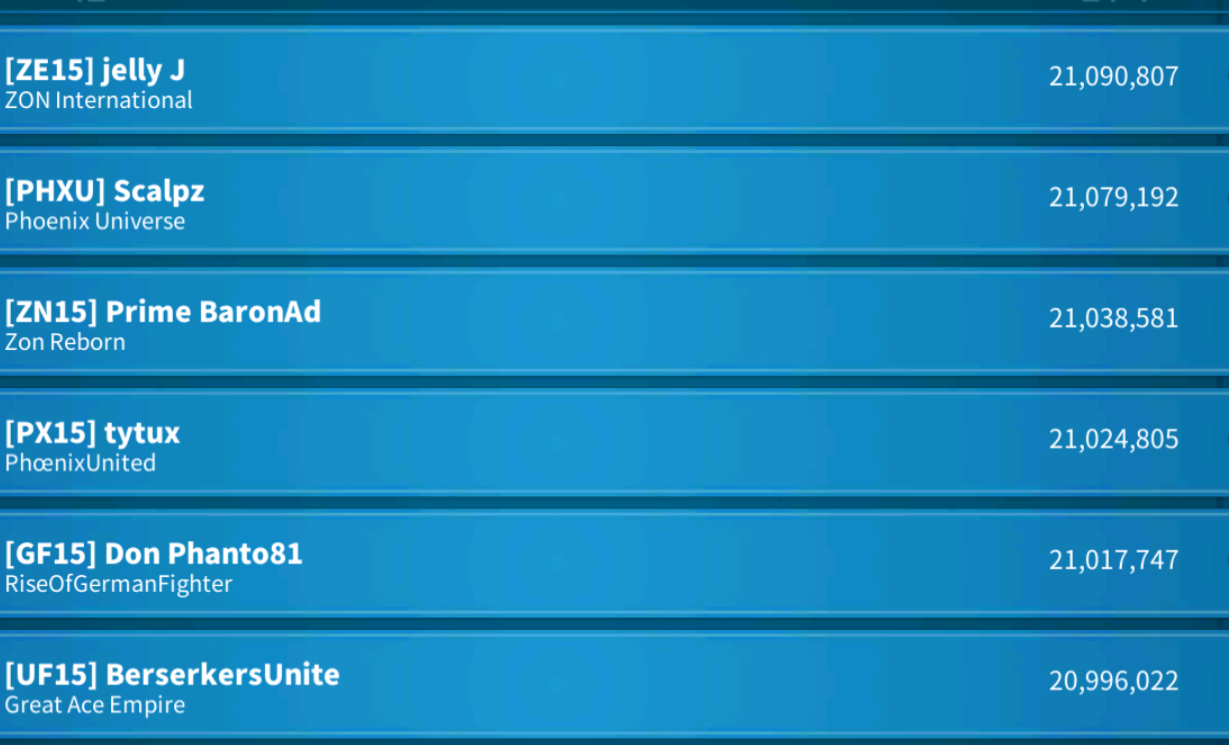 [ZE15] jelly J
ZON International
21,090,807
[PHXU] Scalpz
Phoenix Universe
21,079,192
[ZN15] Prime BaronAd
Zon Reborn
21,038,581
[PX15] tytux
PhœnixUnited
21,024,805
[GF15] Don Phanto81
RiseOfGermanFighter
21,017,747
[UF15] BerserkersUnite
Great Ace Empire
20,996,022